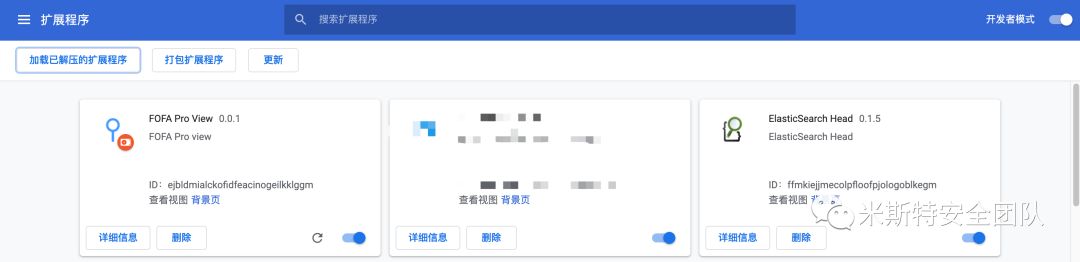 扩展程序
搜索扩展程序
开发者模式
加载已解压的扩展程序
打包扩展程序
更新
FOFA Pro View 0.0.1
FOFA Pro view
ID：ejbldmialckofidfeacinogeilkklggm
查看视图 背景页
详细信息
删除
查看视图 背景页
详细信息
删除
ElasticSearch Head 0.1.5
ElasticSearch Head
ID：ffmkiejjmecolpfloofpjologoblkegm
查看视图 背景页
详细信息
删除
米斯特安全团队